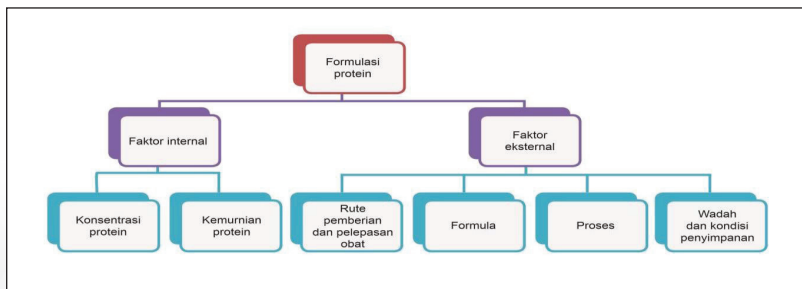 Formulasi
protein
Faktor internal
Faktor
eksternal
Konsentrasi
protein
Kemurnian
protein
Rute
pemberian
dan pelepasan
obat
Formula
Proses
Wadah
dan kondisi
penyimpanan